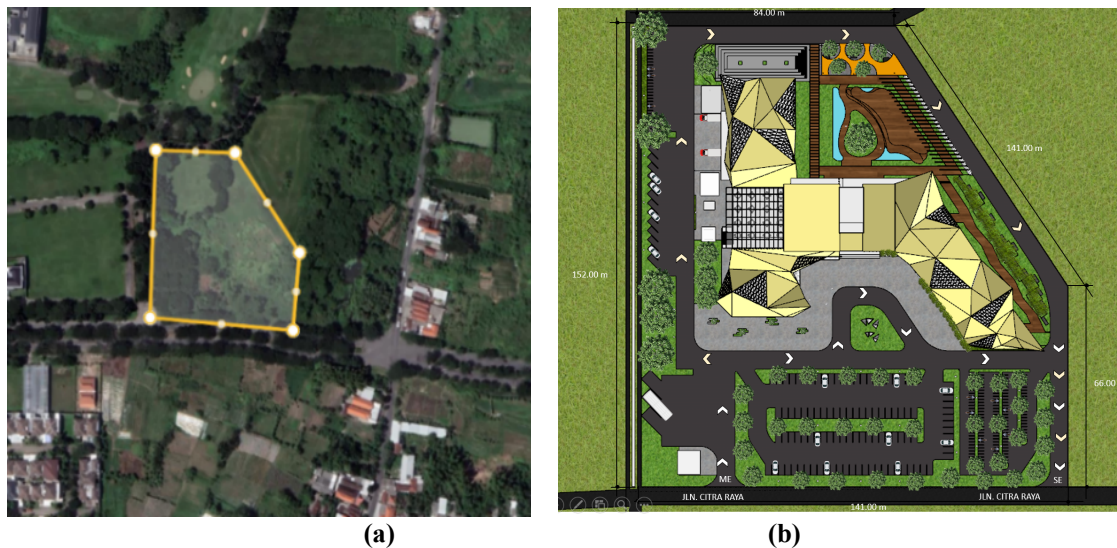 84.00 m
141.00 m
152.00 m
66.00
ME
SE
JLN. CITRA RAYA
JLN. CITRA RAYA
141.00 m
(a)
(b)